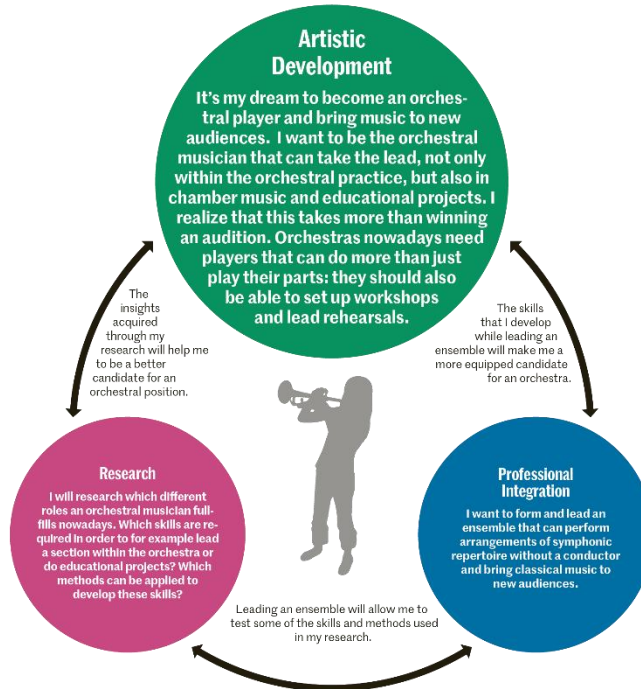 Artistic
Development
It's my dream to become an orches-
tral player and bring music to new
audiences. I want to be the orchestral
musician that can take the lead, not only
within the orchestral practice, but also in
chamber music and educational projects. I
realize that this takes more than winning
an audition. Orchestras nowadays need
players that can do more than just
play their parts: they should also
be able to set up workshops
and lead rehearsals.
The
insights
acquired
through my
research will help me
to be a better
candidate for an
orchestral position.
The skills
that I develop
while leading an
ensemble will make me a
more equipped candidate
for an orchestra.
Research
I will research which different
roles an orchestral musician full-
fills nowadays. Which skills are re-
quired in order to for example lead
a section within the orchestra or
do educational projects? Which
methods can be applied to
develop these skills?
Professional
Integration
I want to form and lead an
ensemble that can perform
arrangements of symphonic
repertoire without a conductor
and bring classical music to
new audiences.
Leading an ensemble will allow me to
test some of the skills and methods used
in my research.